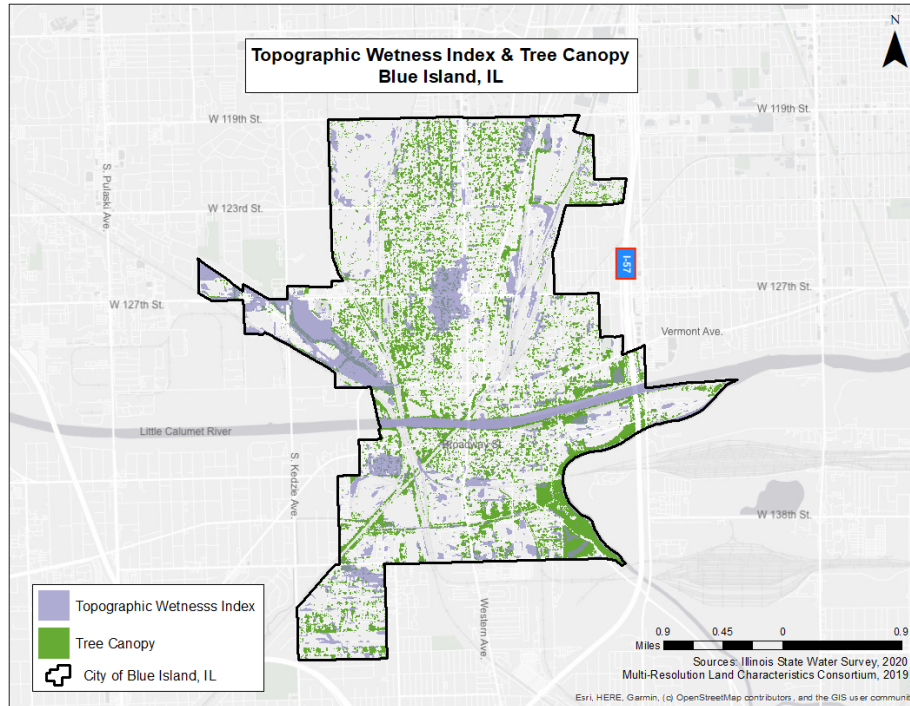 N
Topographic Wetness Index & Tree Canopy
Blue Island, IL
W 119th St.
W 119th St.
S. Pulaski Ave.
W 123rd St.
I-57
W 127th St.
W 127th St.
Vermont Ave.
Little Calumet River
Broadway St.
S. Kedzie Ave.
W 138th St.
Western Ave.
Topographic Wetnesss Index
Tree Canopy
City of Blue Island, IL
0.9 0.45 0 0.9
Miles
Sources: Illinois State Water Survey, 2020
Multi-Resolution Land Characteristics Consortium, 2019
Esri, HERE, Garmin, (c) OpenStreetMap contributors, and the GIS user communit